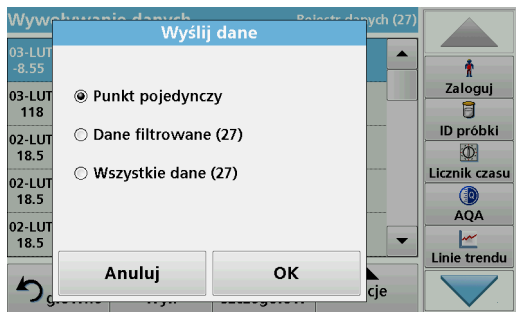 Wywoływanie danych Rejestr danych (27)
Wyślij dane
03-LUT
-8.55
03-LUT
118
02-LUT
18.5
02-LUT
18.5
02-LUT
18.5
Punkt pojedynczy
Dane filtrowane (27)
Wszystkie dane (27)
Anuluj
OK
Zaloguj
ID próbki
Licznik czasu
AQA
Linie trendu